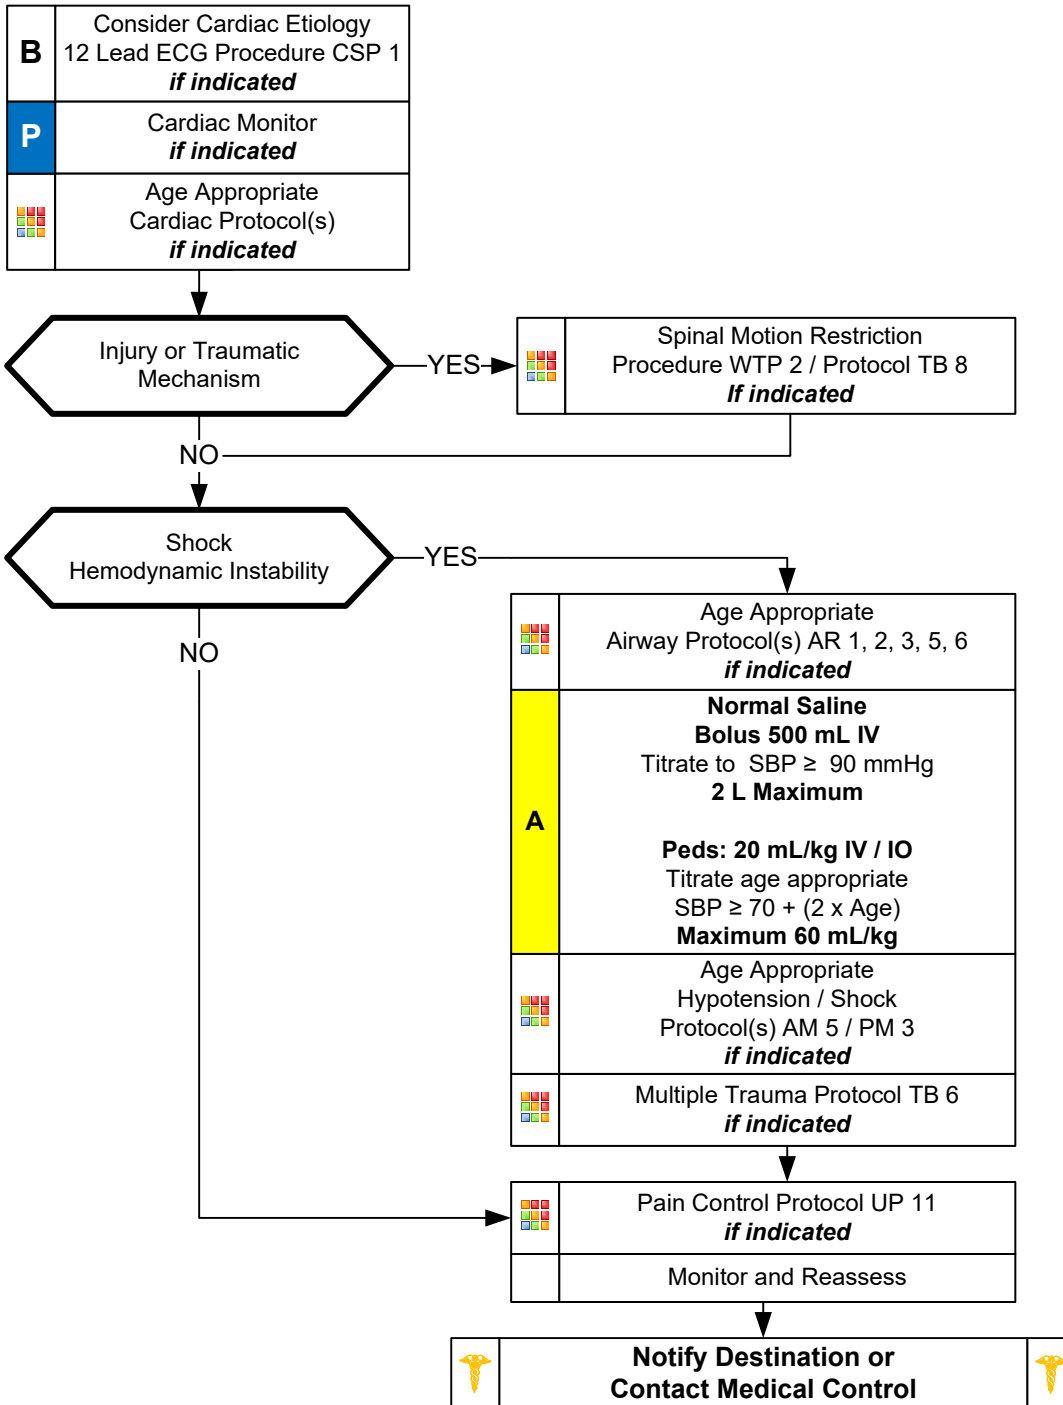 B
Consider Cardiac Etiology
12 Lead ECG Procedure CSP 1
if indicated
P
Cardiac Monitor
if indicated
Age Appropriate
Cardiac Protocol(s)
if indicated
Injury or Traumatic
Mechanism
YES
Spinal Motion Restriction
Procedure WTP 2 / Protocol TB 8
If indicated
NO
Shock
Hemodynamic Instability
YES
NO
Age Appropriate
Airway Protocol(s) AR 1, 2, 3, 5, 6
if indicated
A
Normal Saline
Bolus 500 mL IV
Titrate to SBP ≥ 90 mmHg
2 L Maximum
Peds: 20 mL/kg IV / IO
Titrate age appropriate
SBP ≥ 70 + (2 x Age)
Maximum 60 mL/kg
Age Appropriate
Hypotension / Shock
Protocol(s) AM 5 / PM 3
if indicated
Multiple Trauma Protocol TB 6
if indicated
Pain Control Protocol UP 11
if indicated
Monitor and Reassess
Notify Destination or
Contact Medical Control